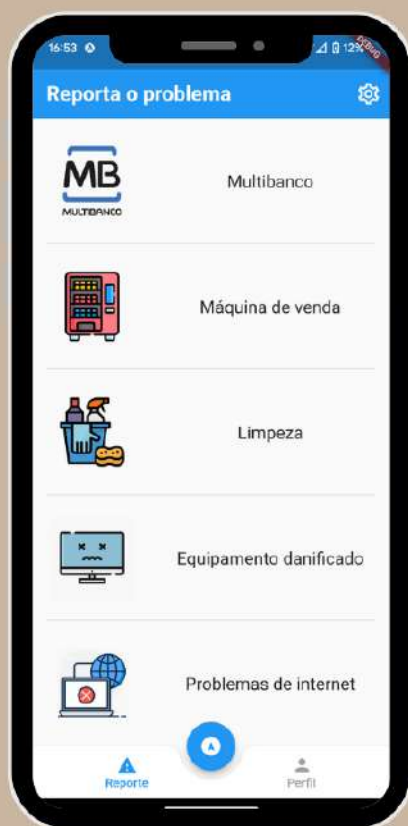 16:53
12%
DEBUG
Reporta o problema
MB
MULTIBANCO
Multibanco
Máquina de venda
Limpeza
Equipamento danificado
Problemas de internet
Reporte
Perfil